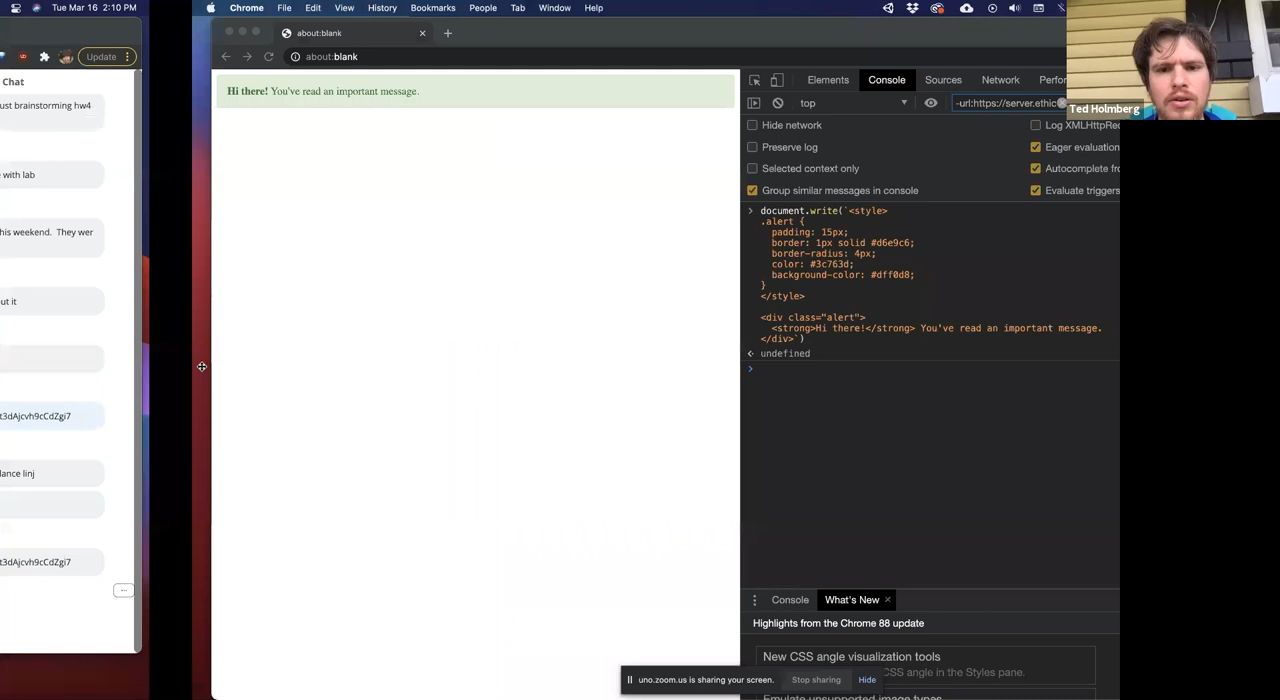 Tue Mar 16 2:10 PM
Update
Chat
ust brainstorming hw4
with lab
his weekend. They wer
ut it
t3dAjcvh9cCdZgi7
lance linj
t3dAjcvh9cCdZgi7
Chrome File Edit View History Bookmarks People Tab Window Help
about:blank
about:blank
Hi there! You've read an important message.
Elements Console Sources Network Perfor
top
-url:https://server.ethic
Hide network
Log XMLHttpRec
Preserve log
Eager evaluation
Selected context only
Autocomplete fro
Group similar messages in console
Evaluate triggers
document.write(`<style>
.alert {
padding: 15px;
border: 1px solid #d6e9c6;
border-radius: 4px;
color: #3c763d;
background-color: #dff0d8;
}
</style>
<div class="alert">
<strong>Hi there!</strong> You've read an important message.
</div>`)
undefined
Console What's New
Highlights from the Chrome 88 update
New CSS angle visualization tools
CSS angle in the Styles pane.
Emulate unsupported image types
uno.zoom.us is sharing your screen. Stop sharing Hide
Ted Holmberg